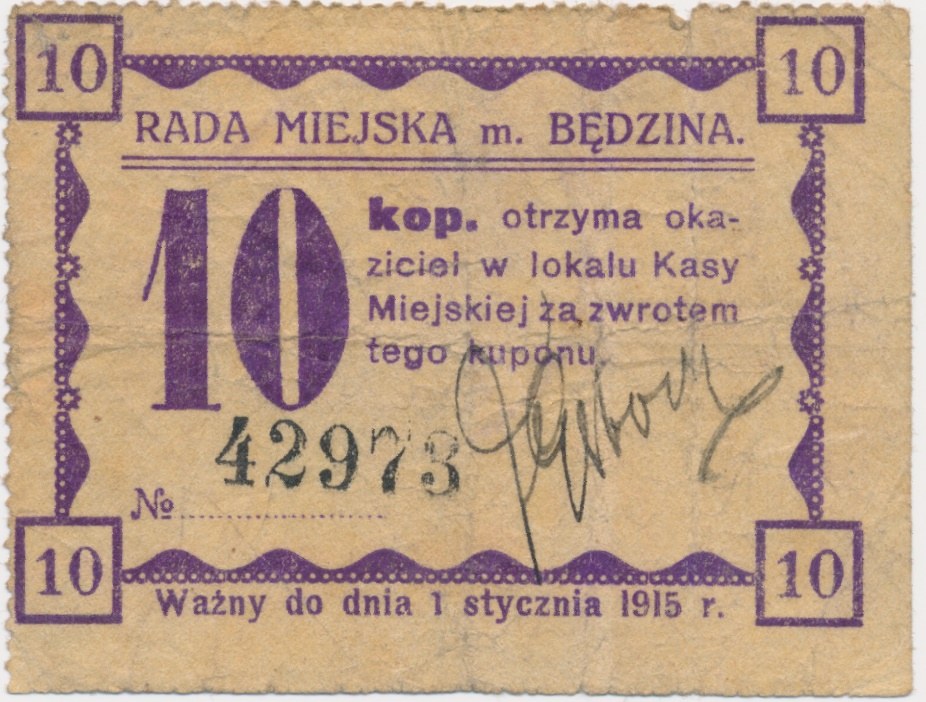 10 10
RADA MIEJSKA m. BĘDZINA.
10 kop. otrzyma oka-
ziciel w lokalu Kasy
Miejskiej za zwrotem
tego kuponu.
42973
№
10 10
Ważny do dnia 1 stycznia 1915 r.